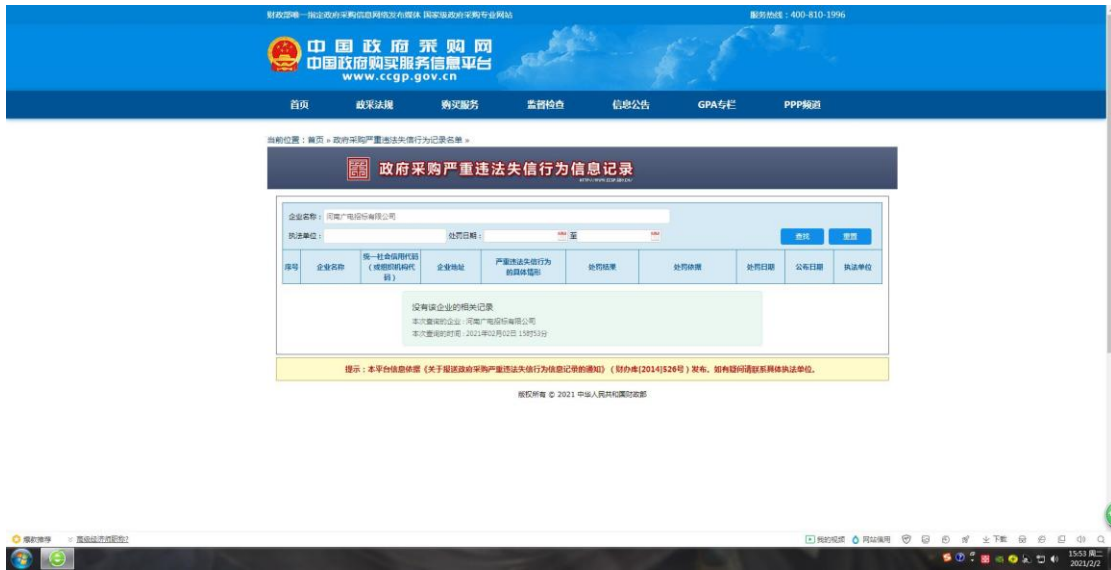 财政部唯一指定政府采购信息网络发布媒体 国家级政府采购专业网站
服务热线：400-810-1996
中国政府采购网
中国政府购买服务信息平台
www.ccgp.gov.cn
首页 政采法规 购买服务 监督检查 信息公告 GPA专栏 PPP频道
当前位置：首页 » 政府采购严重违法失信行为记录名单 »
政府采购严重违法失信行为信息记录
企业名称：河南广电招标有限公司
执法单位： 处罚日期： 至 查找 重置
序号 企业名称 统一社会信用代码（或组织机构代码） 企业地址 严重违法失信行为的具体情形 处罚结果 处罚依据 处罚日期 公布日期 执法单位
没有该企业的相关记录
本次查询的企业：河南广电招标有限公司
本次查询的时间：2021年02月02日 15时53分
提示：本平台信息依据《关于报送政府采购严重违法失信行为信息记录的通知》（财办库[2014]526号）发布。如有疑问请联系具体执法单位。
版权所有 © 2021 中华人民共和国财政部
我的视频 网站信用 下载
15:53 周二
2021/2/2